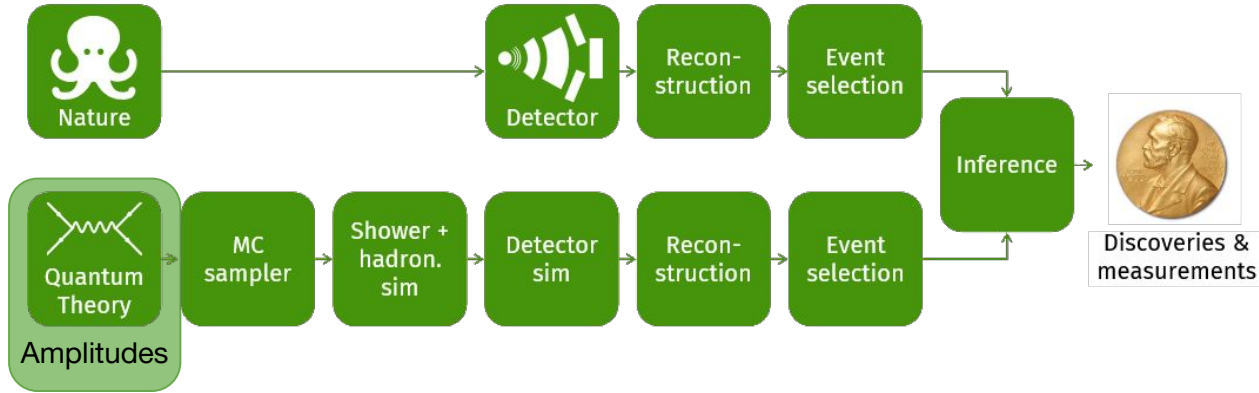 Nature
Detector
Recon-
struction
Event
selection
Inference
Discoveries &
measurements
Quantum
Theory
Amplitudes
MC
sampler
Shower +
hadron.
sim
Detector
sim
Recon-
struction
Event
selection